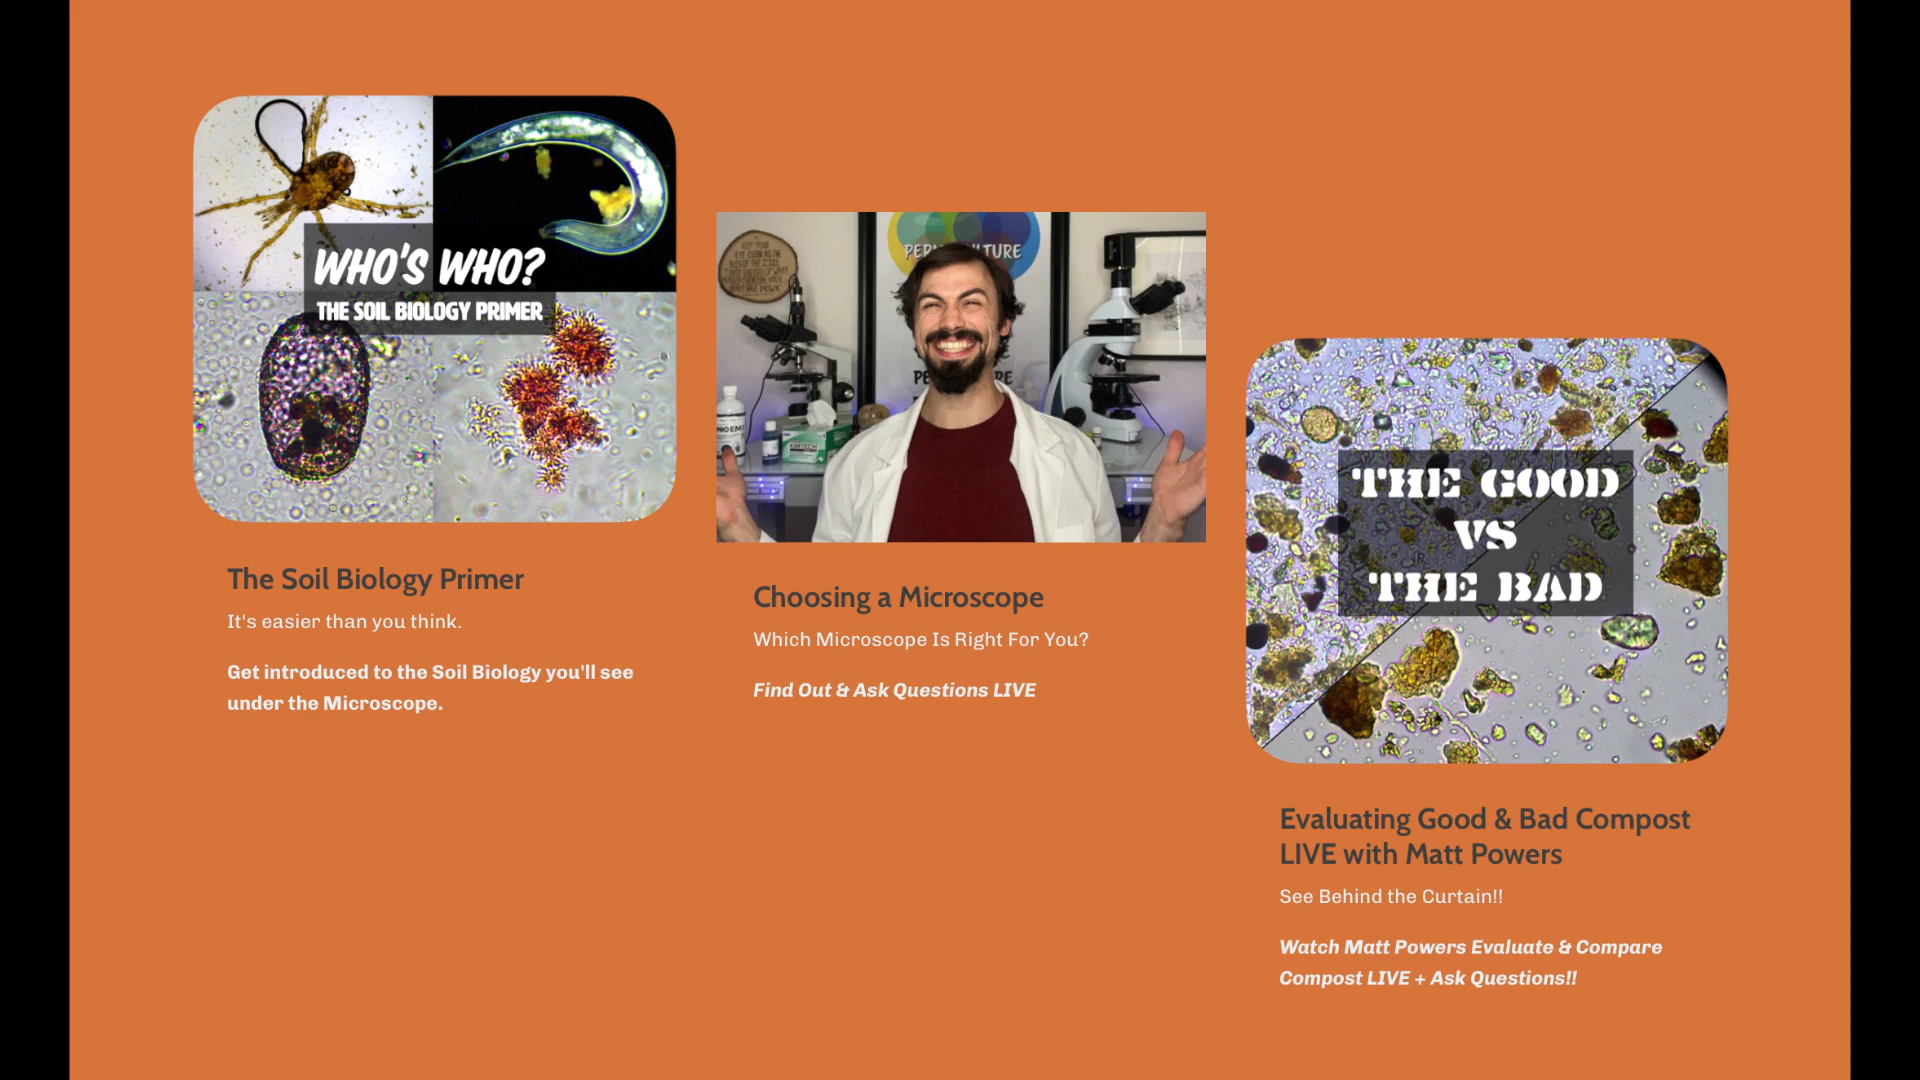 WHO'S WHO?
THE SOIL BIOLOGY PRIMER
The Soil Biology Primer
It's easier than you think.
Get introduced to the Soil Biology you'll see
under the Microscope.
KIMTECH
Choosing a Microscope
Which Microscope Is Right For You?
Find Out & Ask Questions LIVE
THE GOOD
VS
THE BAD
Evaluating Good & Bad Compost
LIVE with Matt Powers
See Behind the Curtain!!
Watch Matt Powers Evaluate & Compare
Compost LIVE + Ask Questions!!